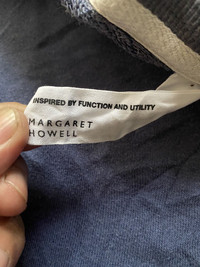 INSPIRED BY FUNCTION AND UTILITY
MARGARET
HOWELL